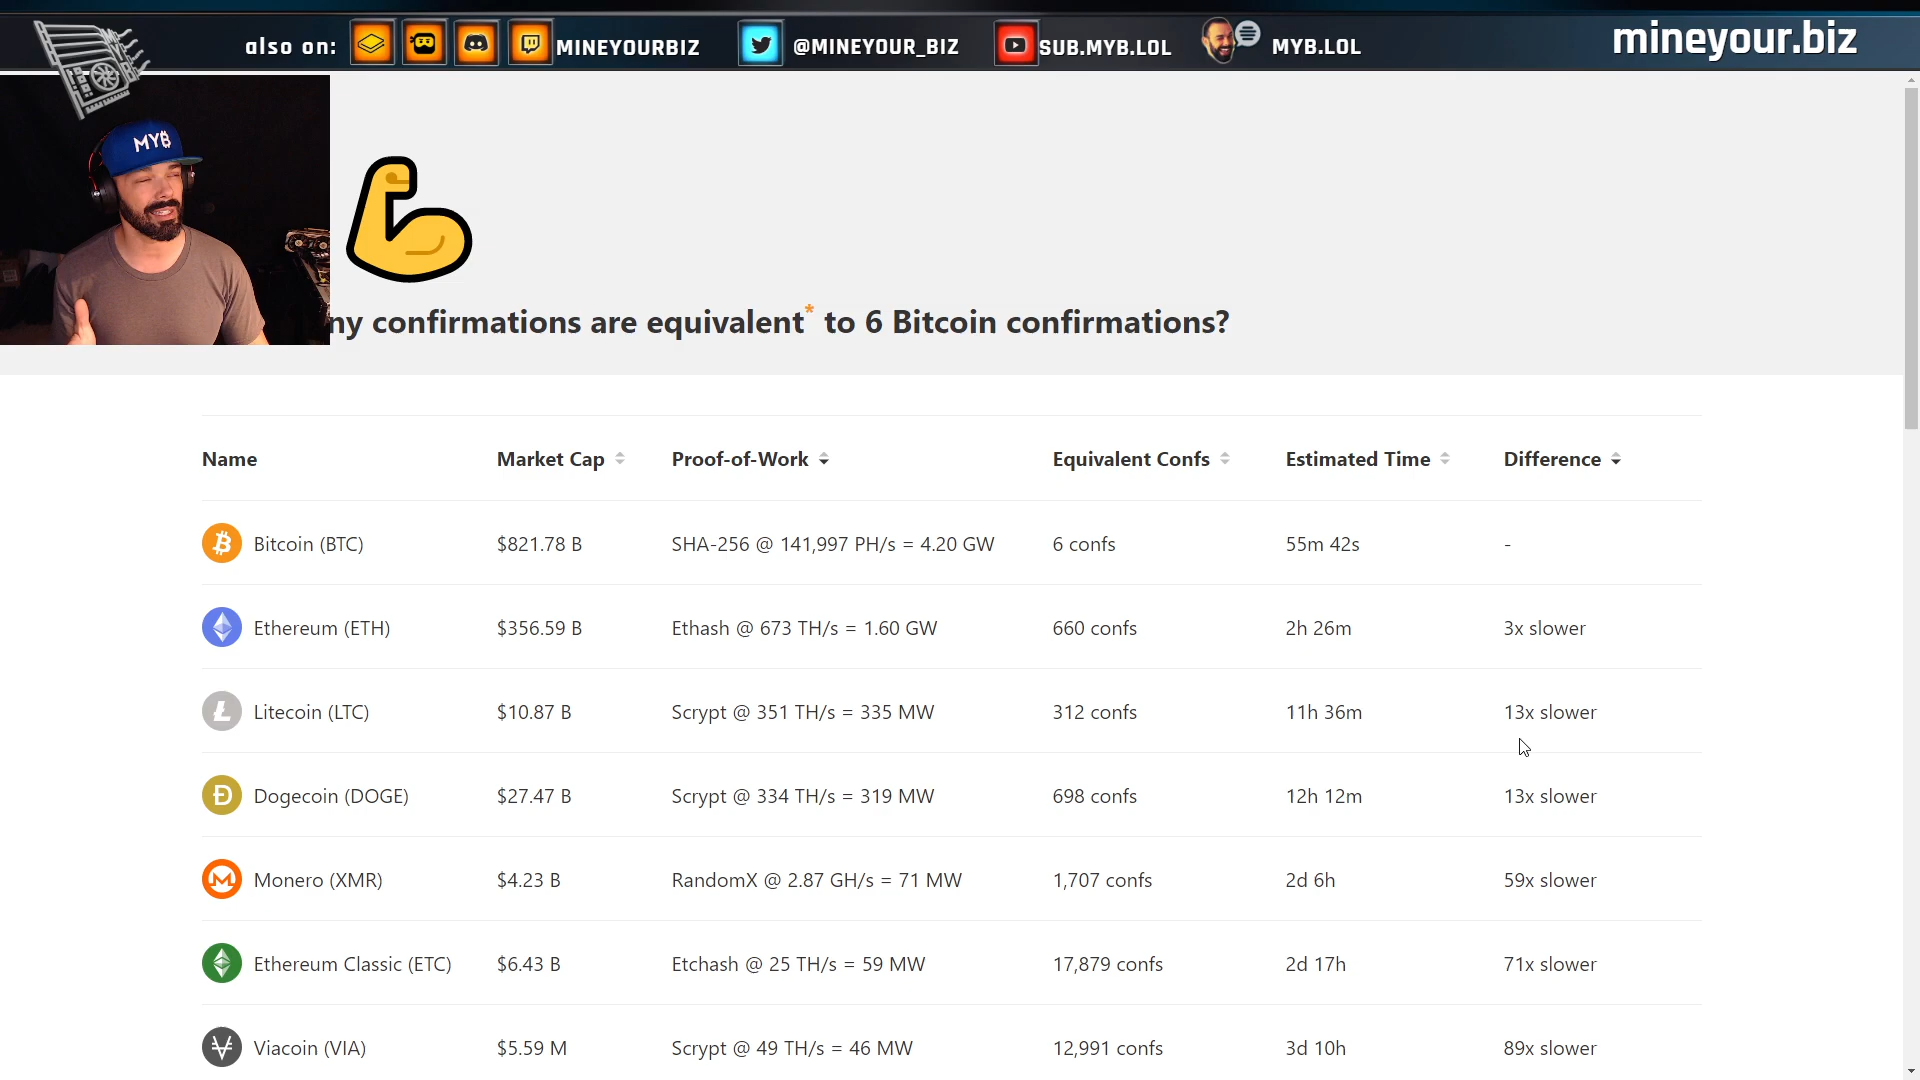 also on:
MINEYOURBIZ
@MINEYOUR_BIZ
SUB.MYB.LOL
MYB.LOL
mineyour.biz
MYB
ny confirmations are equivalent* to 6 Bitcoin confirmations?
Name Market Cap Proof-of-Work Equivalent Confs Estimated Time Difference
Bitcoin (BTC) $821.78 B SHA-256 @ 141,997 PH/s = 4.20 GW 6 confs 55m 42s -
Ethereum (ETH) $356.59 B Ethash @ 673 TH/s = 1.60 GW 660 confs 2h 26m 3x slower
Litecoin (LTC) $10.87 B Scrypt @ 351 TH/s = 335 MW 312 confs 11h 36m 13x slower
Dogecoin (DOGE) $27.47 B Scrypt @ 334 TH/s = 319 MW 698 confs 12h 12m 13x slower
Monero (XMR) $4.23 B RandomX @ 2.87 GH/s = 71 MW 1,707 confs 2d 6h 59x slower
Ethereum Classic (ETC) $6.43 B Etchash @ 25 TH/s = 59 MW 17,879 confs 2d 17h 71x slower
Viacoin (VIA) $5.59 M Scrypt @ 49 TH/s = 46 MW 12,991 confs 3d 10h 89x slower